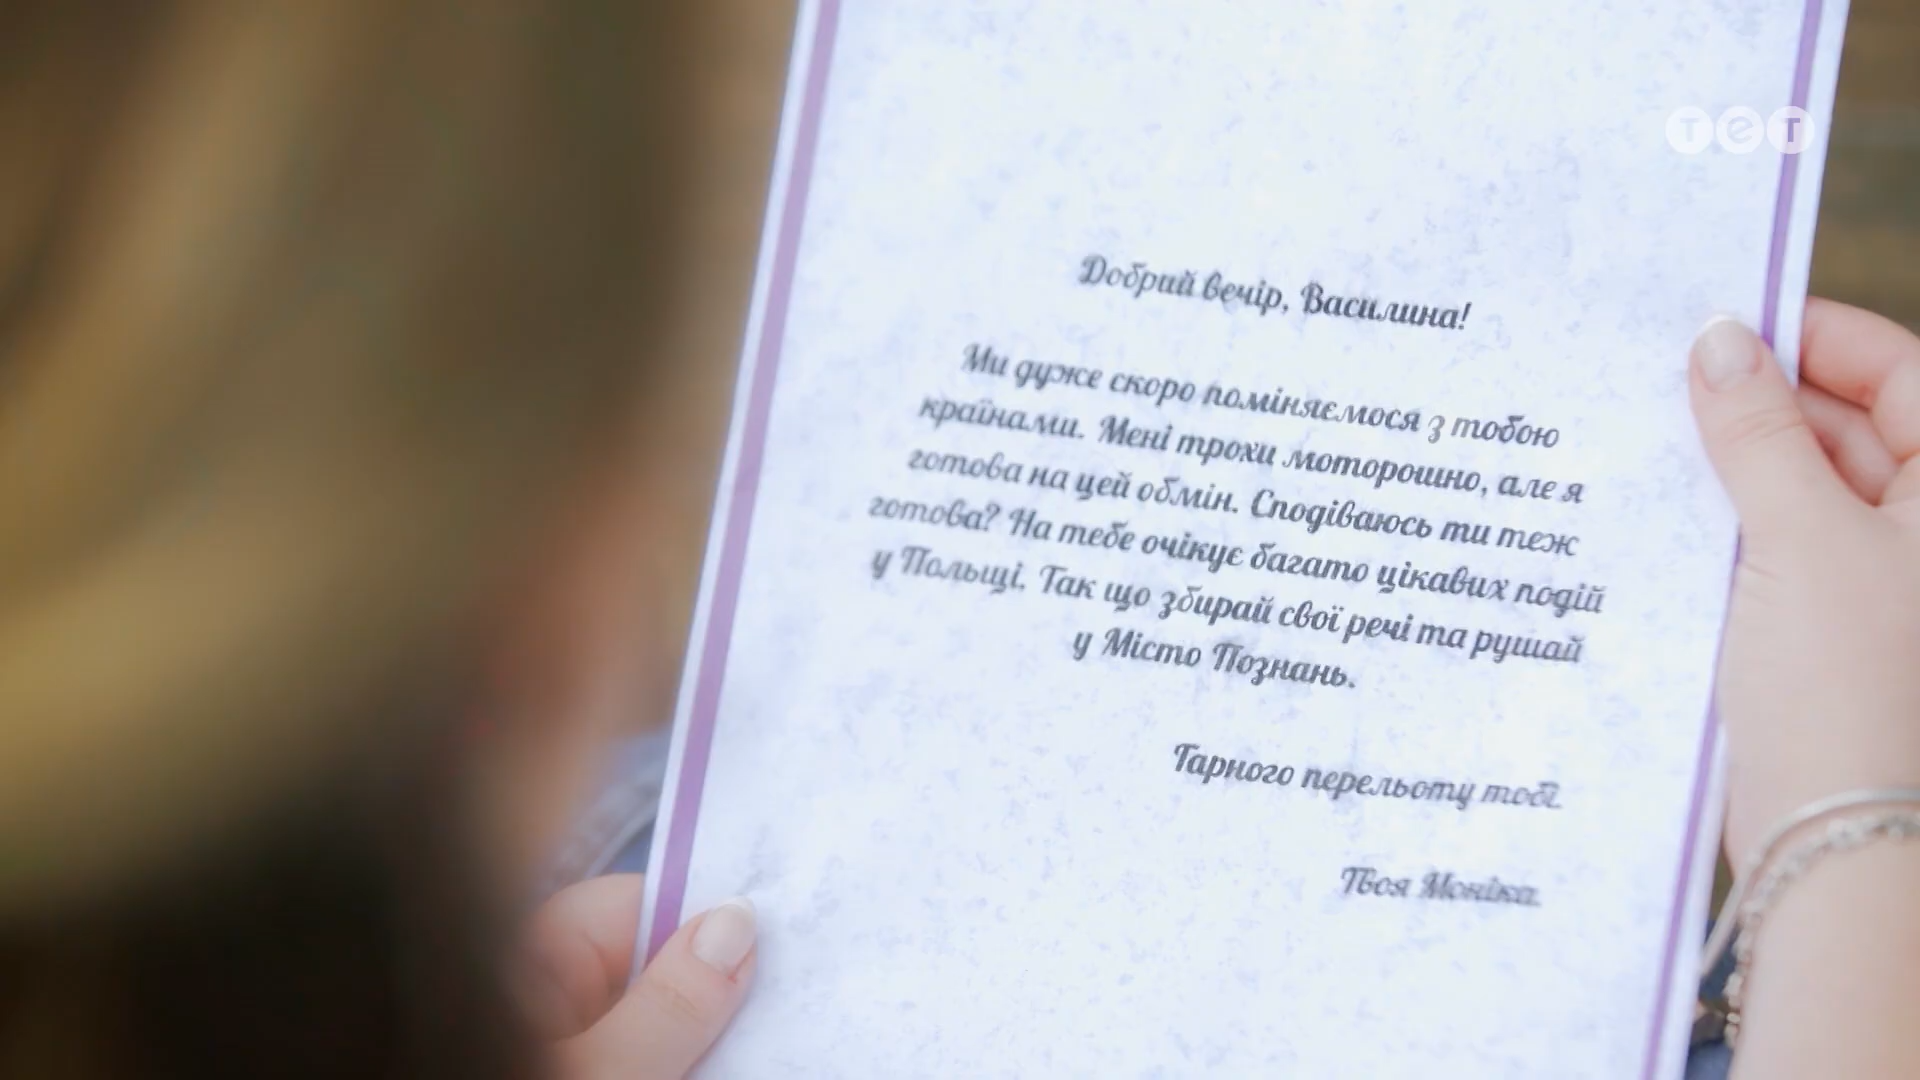 тет
Добрий вечір, Василина!
Ми дуже скоро поміняємося з тобою
країнами. Мені трохи моторошно, але я
готова на цей обмін. Сподіваюсь ти теж
готова? На тебе очікує багато цікавих подій
у Польщі. Так що збирай свої речі та рушай
у Місто Познань.
Гарного перельоту тобі.
Твоя Моніка.